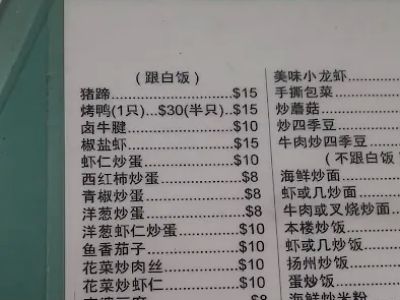 （跟白饭）
猪蹄..................$15
烤鸭(1只)...$30(半只)..$15
卤牛腱..................$10
椒盐虾..................$15
虾仁炒蛋..................$10
西红柿炒蛋..................$8
青椒炒蛋..................$8
洋葱炒蛋..................$8
洋葱虾仁炒蛋..................$10
鱼香茄子..................$10
花菜炒肉丝..................$10
花菜炒虾仁..................$10
$8
美味小龙虾
手撕包菜
炒蘑菇
炒四季豆
牛肉炒四季豆
（不跟白饭）
海鲜炒面
虾或几炒面
牛肉或叉烧炒面
本楼炒饭
虾或几炒饭
扬州炒饭
蛋炒饭
海鲜炒米粉